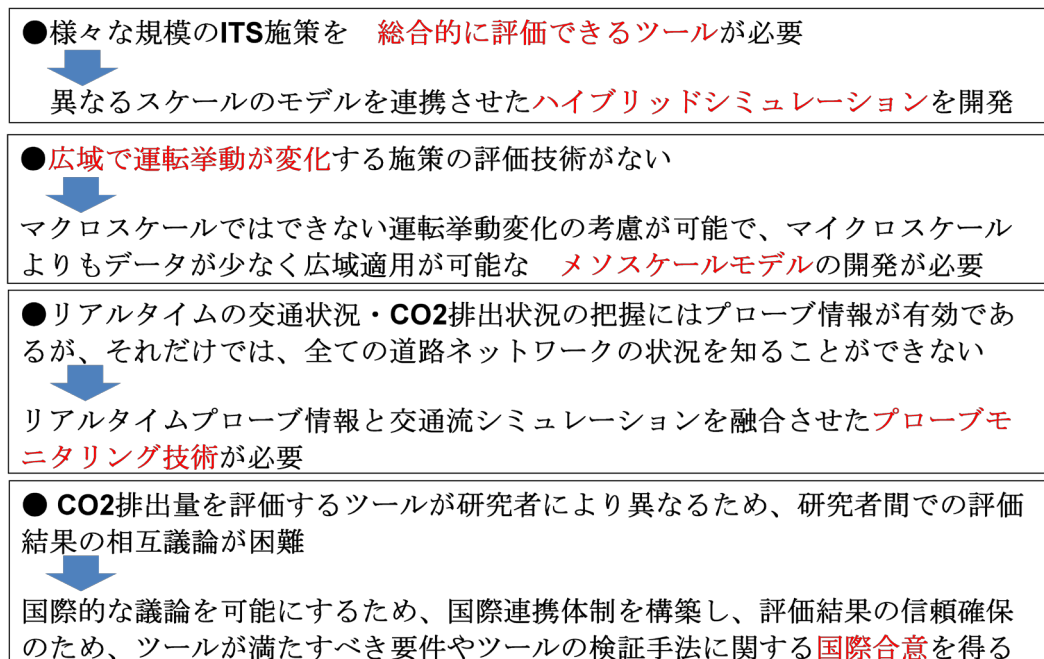 ●様々な規模のITS施策を　総合的に評価できるツールが必要
異なるスケールのモデルを連携させたハイブリッドシミュレーションを開発
●広域で運転挙動が変化する施策の評価技術がない
マクロスケールではできない運転挙動変化の考慮が可能で、マイクロスケール
よりもデータが少なく広域適用が可能な　メソスケールモデルの開発が必要
●リアルタイムの交通状況・CO2排出状況の把握にはプローブ情報が有効であ
るが、それだけでは、全ての道路ネットワークの状況を知ることができない
リアルタイムプローブ情報と交通流シミュレーションを融合させたプローブモ
ニタリング技術が必要
● CO2排出量を評価するツールが研究者により異なるため、研究者間での評価
結果の相互議論が困難
国際的な議論を可能にするため、国際連携体制を構築し、評価結果の信頼確保
のため、ツールが満たすべき要件やツールの検証手法に関する国際合意を得る